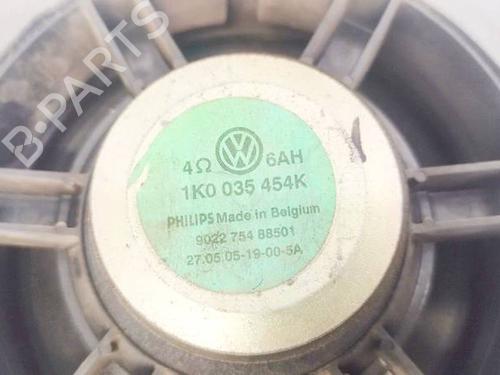 B-PARTS
4Ω VW 6AH
1K0 035 454K
PHILIPS Made in Belgium
9022 754 88501
27.05.05-19-00-5A